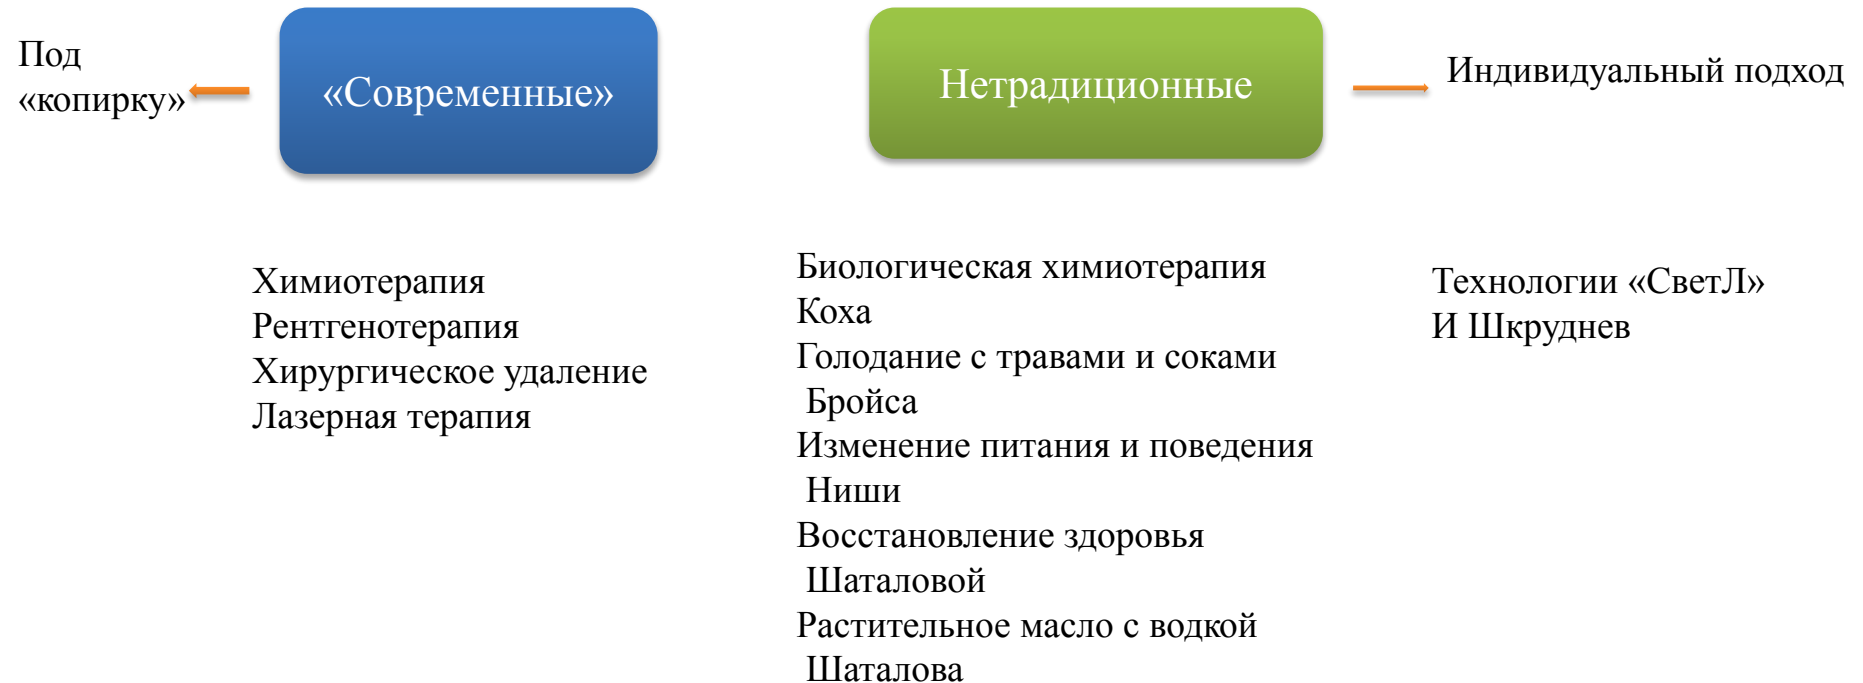 Под
«копирку»
«Современные»
Нетрадиционные
Индивидуальный подход
Химиотерапия
Рентгенотерапия
Хирургическое удаление
Лазерная терапия
Биологическая химиотерапия
Коха
Голодание с травами и соками
Бройса
Изменение питания и поведения
Ниши
Восстановление здоровья
Шаталовой
Растительное масло с водкой
Шаталова
Технологии «СветЛ»
И Шкруднев